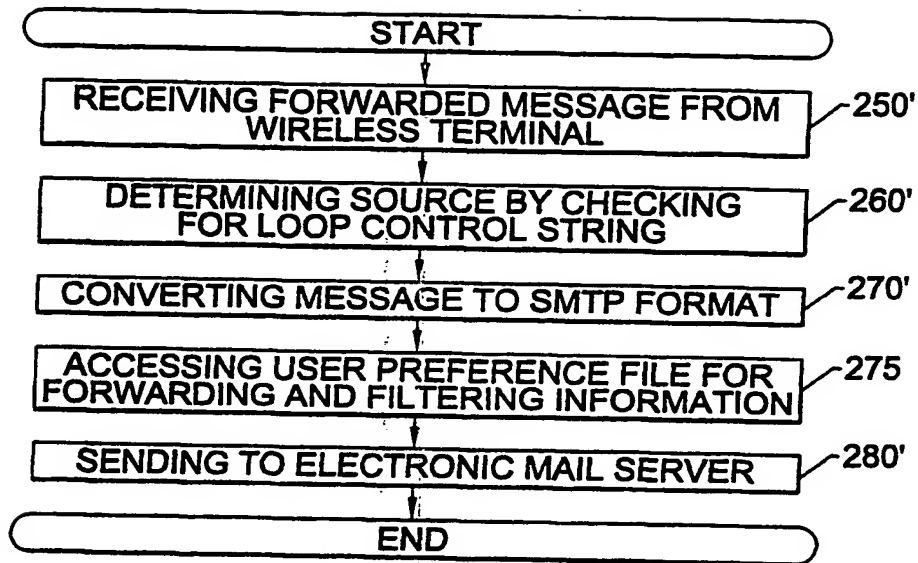 START
RECEIVING FORWARDED MESSAGE FROM
WIRELESS TERMINAL
250'
DETERMINING SOURCE BY CHECKING
FOR LOOP CONTROL STRING
260'
CONVERTING MESSAGE TO SMTP FORMAT
270'
ACCESSING USER PREFERENCE FILE FOR
FORWARDING AND FILTERING INFORMATION
275
SENDING TO ELECTRONIC MAIL SERVER
280'
END